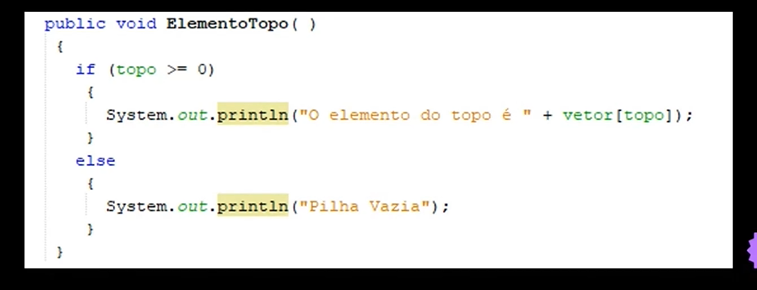 public void ElementoTopo( )
{
if (topo >= 0)
{
System.out.println("O elemento do topo é " + vetor[topo]);
}
else
{
System.out.println("Pilha Vazia");
}
}